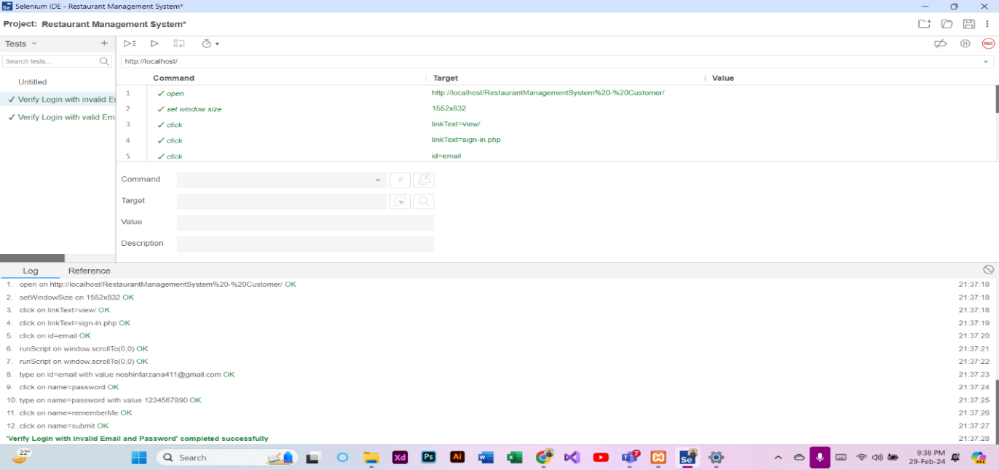 Selenium IDE - Restaurant Management System*
Project: Restaurant Management System*
Tests
REC
Search tests...
http://localhost/
Command Target Value
Untitled
1 ✓ open http://localhost/RestaurantManagementSystem%20-%20Customer/
✓ Verify Login with invalid E
2 ✓ set window size 1552x832
✓ Verify Login with valid Em
3 ✓ click linkText=view/
4 ✓ click linkText=sign-in.php
5 ✓ click id=email
Command //
Target
Value
Description
Log Reference
1. open on http://localhost/RestaurantManagementSystem%20-%20Customer/ OK 21:37:18
2. setWindowSize on 1552x832 OK 21:37:18
3. click on linkText=view/ OK 21:37:18
4. click on linkText=sign-in.php OK 21:37:19
5. click on id=email OK 21:37:20
6. runScript on window.scrollTo(0,0) OK 21:37:21
7. runScript on window.scrollTo(0,0) OK 21:37:22
8. type on id=email with value noshinfarzana411@gmail.com OK 21:37:23
9. click on name=password OK 21:37:24
10. type on name=password with value 1234567890 OK 21:37:25
11. click on name=rememberMe OK 21:37:26
12. click on name=submit OK 21:37:27
'Verify Login with invalid Email and Password' completed successfully 21:37:28
22°
Search
Xd Ps Ai Se
7
9:38 PM
29-Feb-24
PRE